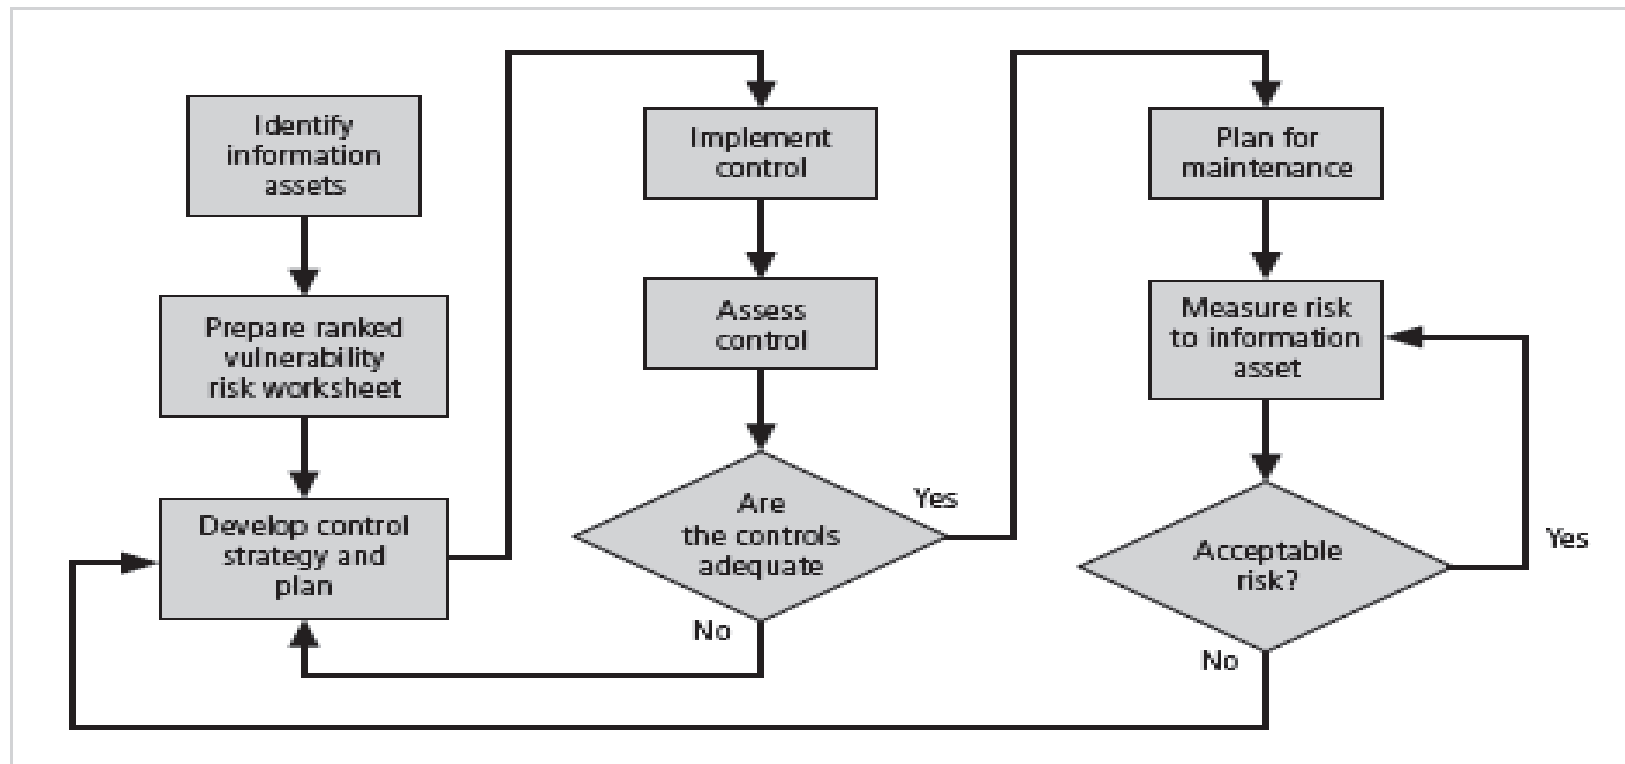 Identify
information
assets
Prepare ranked
vulnerability
risk worksheet
Develop control
strategy and
plan
Implement
control
Assess
control
Are
the controls
adequate
Yes
No
Plan for
maintenance
Measure risk
to information
asset
Acceptable
risk?
Yes
No